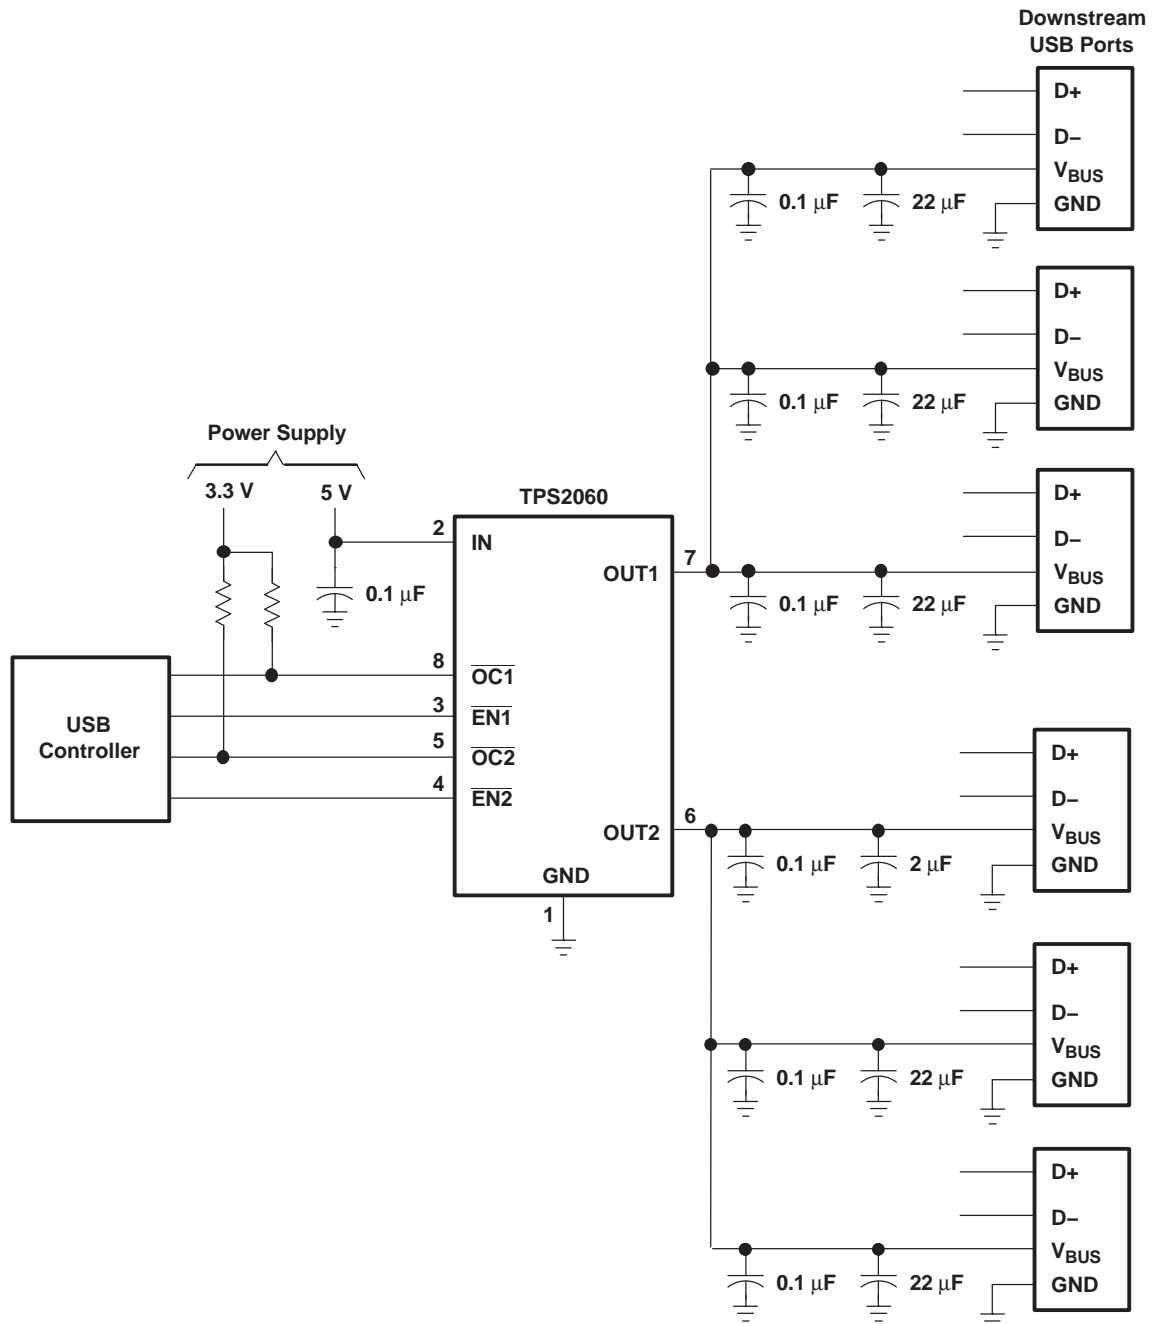 Downstream
USB Ports
D+
D–
VBUS
GND
0.1 μF
22 μF
D+
D–
VBUS
GND
0.1 μF
22 μF
D+
D–
VBUS
GND
0.1 μF
22 μF
Power Supply
3.3 V
5 V
0.1 μF
TPS2060
2
IN
7
OUT1
8
OC1
3
EN1
5
OC2
4
EN2
6
OUT2
GND
1
USB
Controller
D+
D–
VBUS
GND
0.1 μF
2 μF
D+
D–
VBUS
GND
0.1 μF
22 μF
D+
D–
VBUS
GND
0.1 μF
22 μF